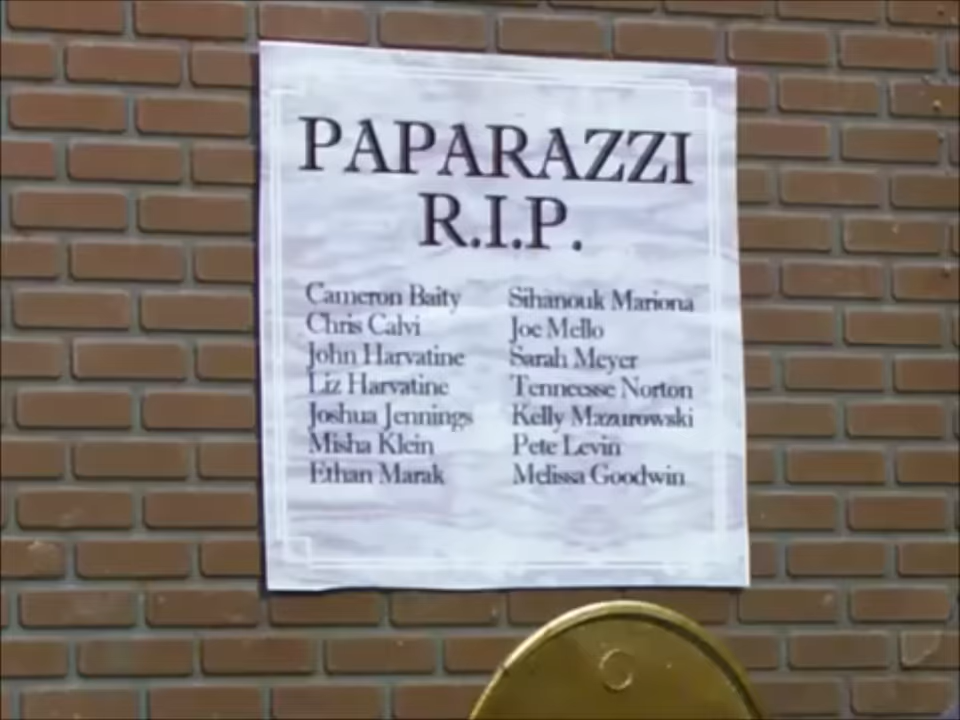 PAPARAZZI
R.I.P.
Cameron Baity
Chris Calvi
John Harvatine
Liz Harvatine
Joshua Jennings
Misha Klein
Ethan Marak
Sihanouk Mariona
Joe Mello
Sarah Meyer
Tennessee Norton
Kelly Mazurowski
Pete Levin
Melissa Goodwin